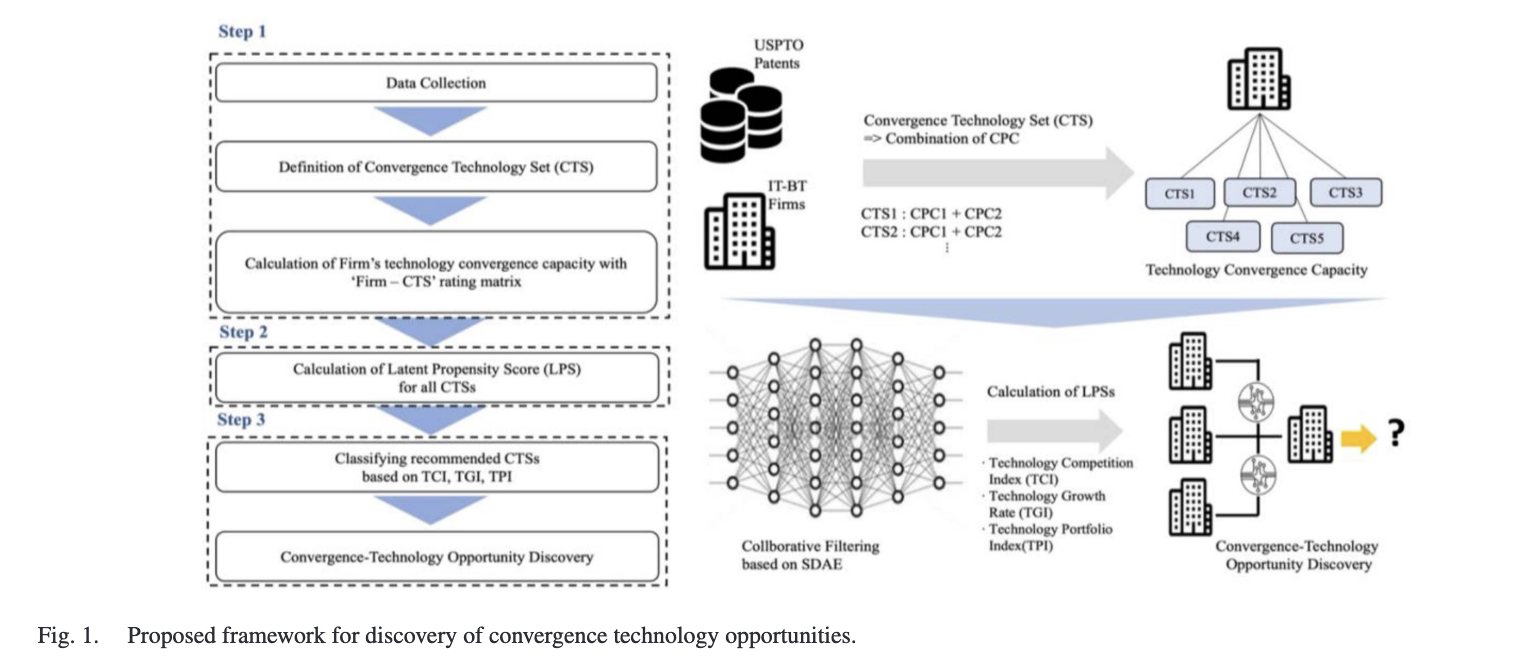 Step 1
Data Collection
Definition of Convergence Technology Set (CTS)
Calculation of Firm's technology convergence capacity with
‘Firm – CTS’ rating matrix
Step 2
Calculation of Latent Propensity Score (LPS)
for all CTSs
Step 3
Classifying recommended CTSs
based on TCI, TGI, TPI
Convergence-Technology Opportunity Discovery
USPTO
Patents
IT-BT
Firms
Convergence Technology Set (CTS)
=> Combination of CPC
CTS1 : CPC1 + CPC2
CTS2 : CPC1 + CPC2
⋮
CTS1
CTS2
CTS3
CTS4
CTS5
Technology Convergence Capacity
Collborative Filtering
based on SDAE
Calculation of LPSs
· Technology Competition
Index (TCI)
· Technology Growth
Rate (TGI)
· Technology Portfolio
Index(TPI)
?
Convergence-Technology
Opportunity Discovery
Fig. 1. Proposed framework for discovery of convergence technology opportunities.